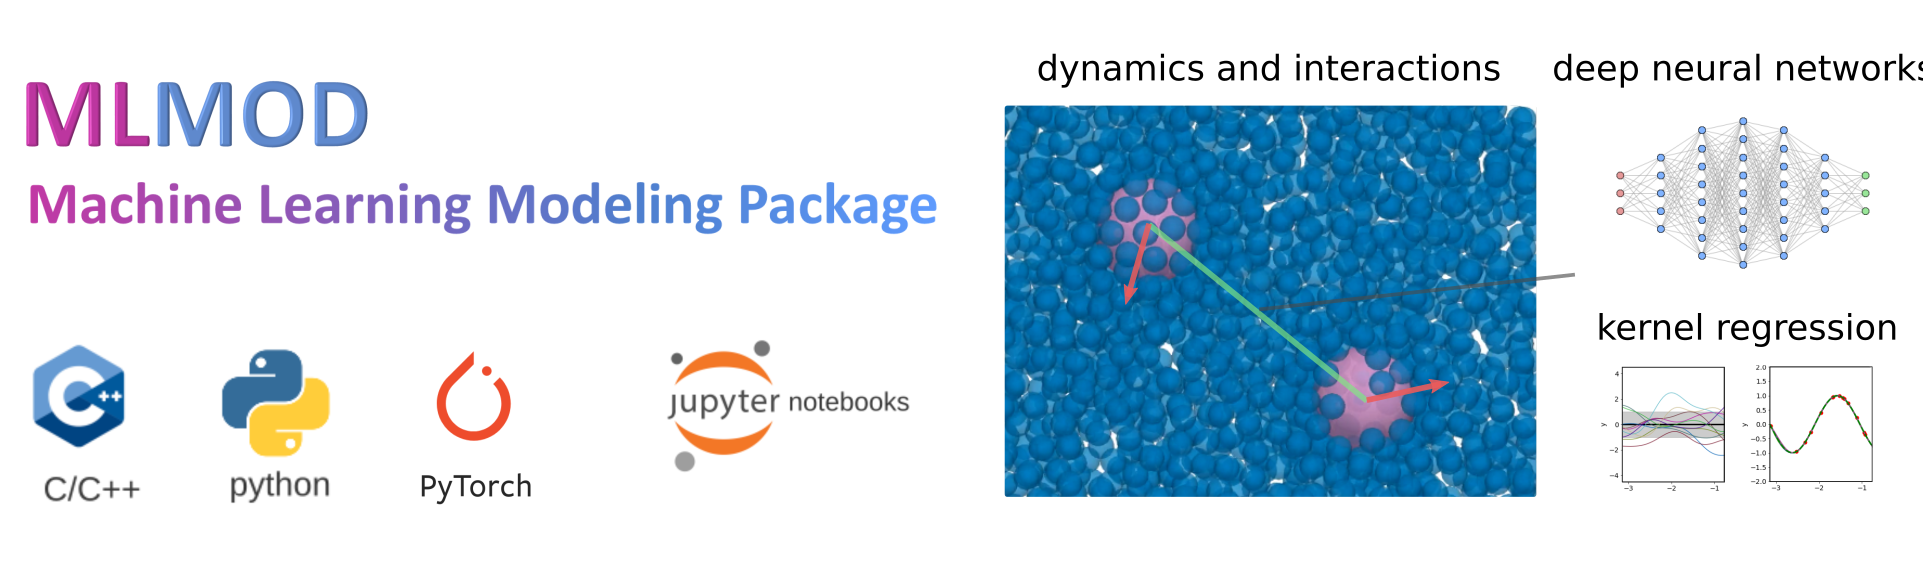 MLMOD
Machine Learning Modeling Package
C/C++
python
PyTorch
jupyter notebooks
dynamics and interactions
deep neural networks
kernel regression
4
2
0
−2
−4
y
−3 −2 −1
2.0
1.5
1.0
0.5
0.0
−0.5
−1.0
−1.5
−2.0
y
−3 −2 −1